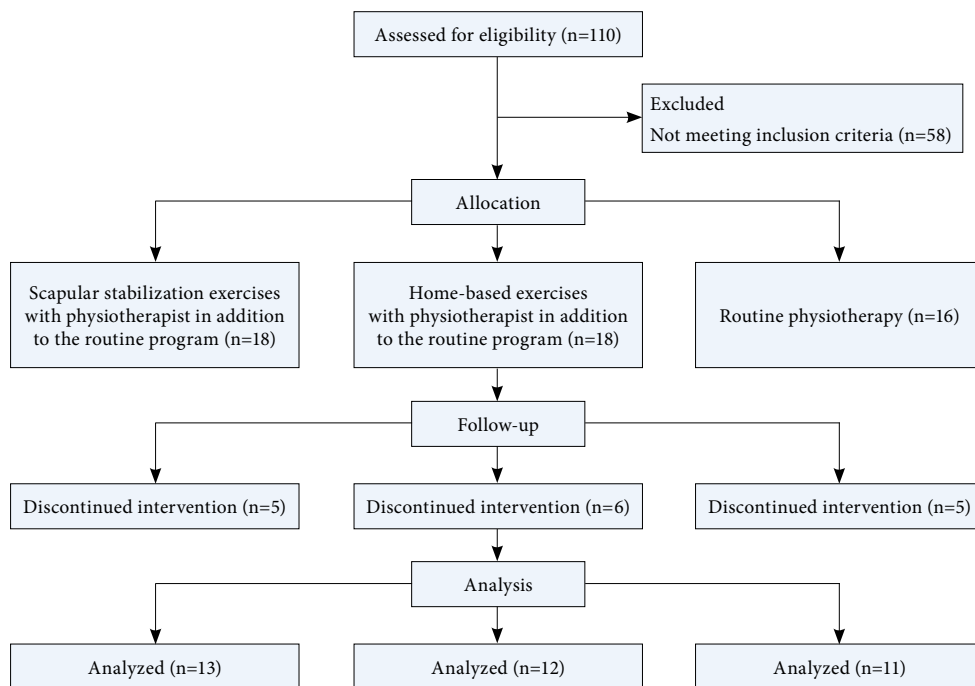 Assessed for eligibility (n=110)
Excluded
Not meeting inclusion criteria (n=58)
Allocation
Scapular stabilization exercises
with physiotherapist in addition
to the routine program (n=18)
Home-based exercises
with physiotherapist in addition
to the routine program (n=18)
Routine physiotherapy (n=16)
Follow-up
Discontinued intervention (n=5)
Discontinued intervention (n=6)
Discontinued intervention (n=5)
Analysis
Analyzed (n=13)
Analyzed (n=12)
Analyzed (n=11)